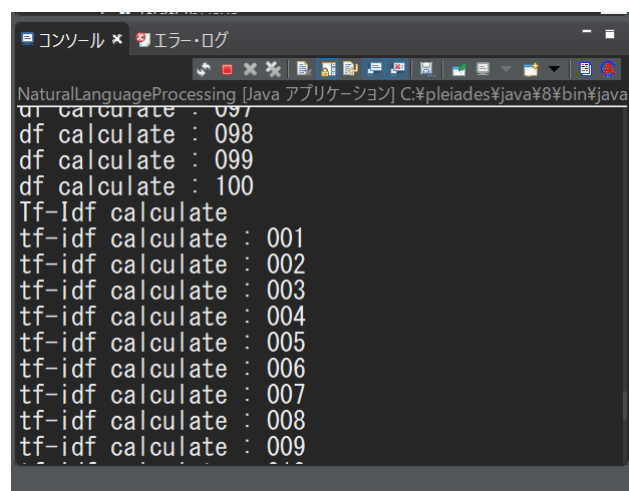 コンソール エラー・ログ
NaturalLanguageProcessing [Java アプリケーション] C:¥pleiades¥java¥8¥bin¥java
df calculate : 097
df calculate : 098
df calculate : 099
df calculate : 100
Tf-Idf calculate
tf-idf calculate : 001
tf-idf calculate : 002
tf-idf calculate : 003
tf-idf calculate : 004
tf-idf calculate : 005
tf-idf calculate : 006
tf-idf calculate : 007
tf-idf calculate : 008
tf-idf calculate : 009